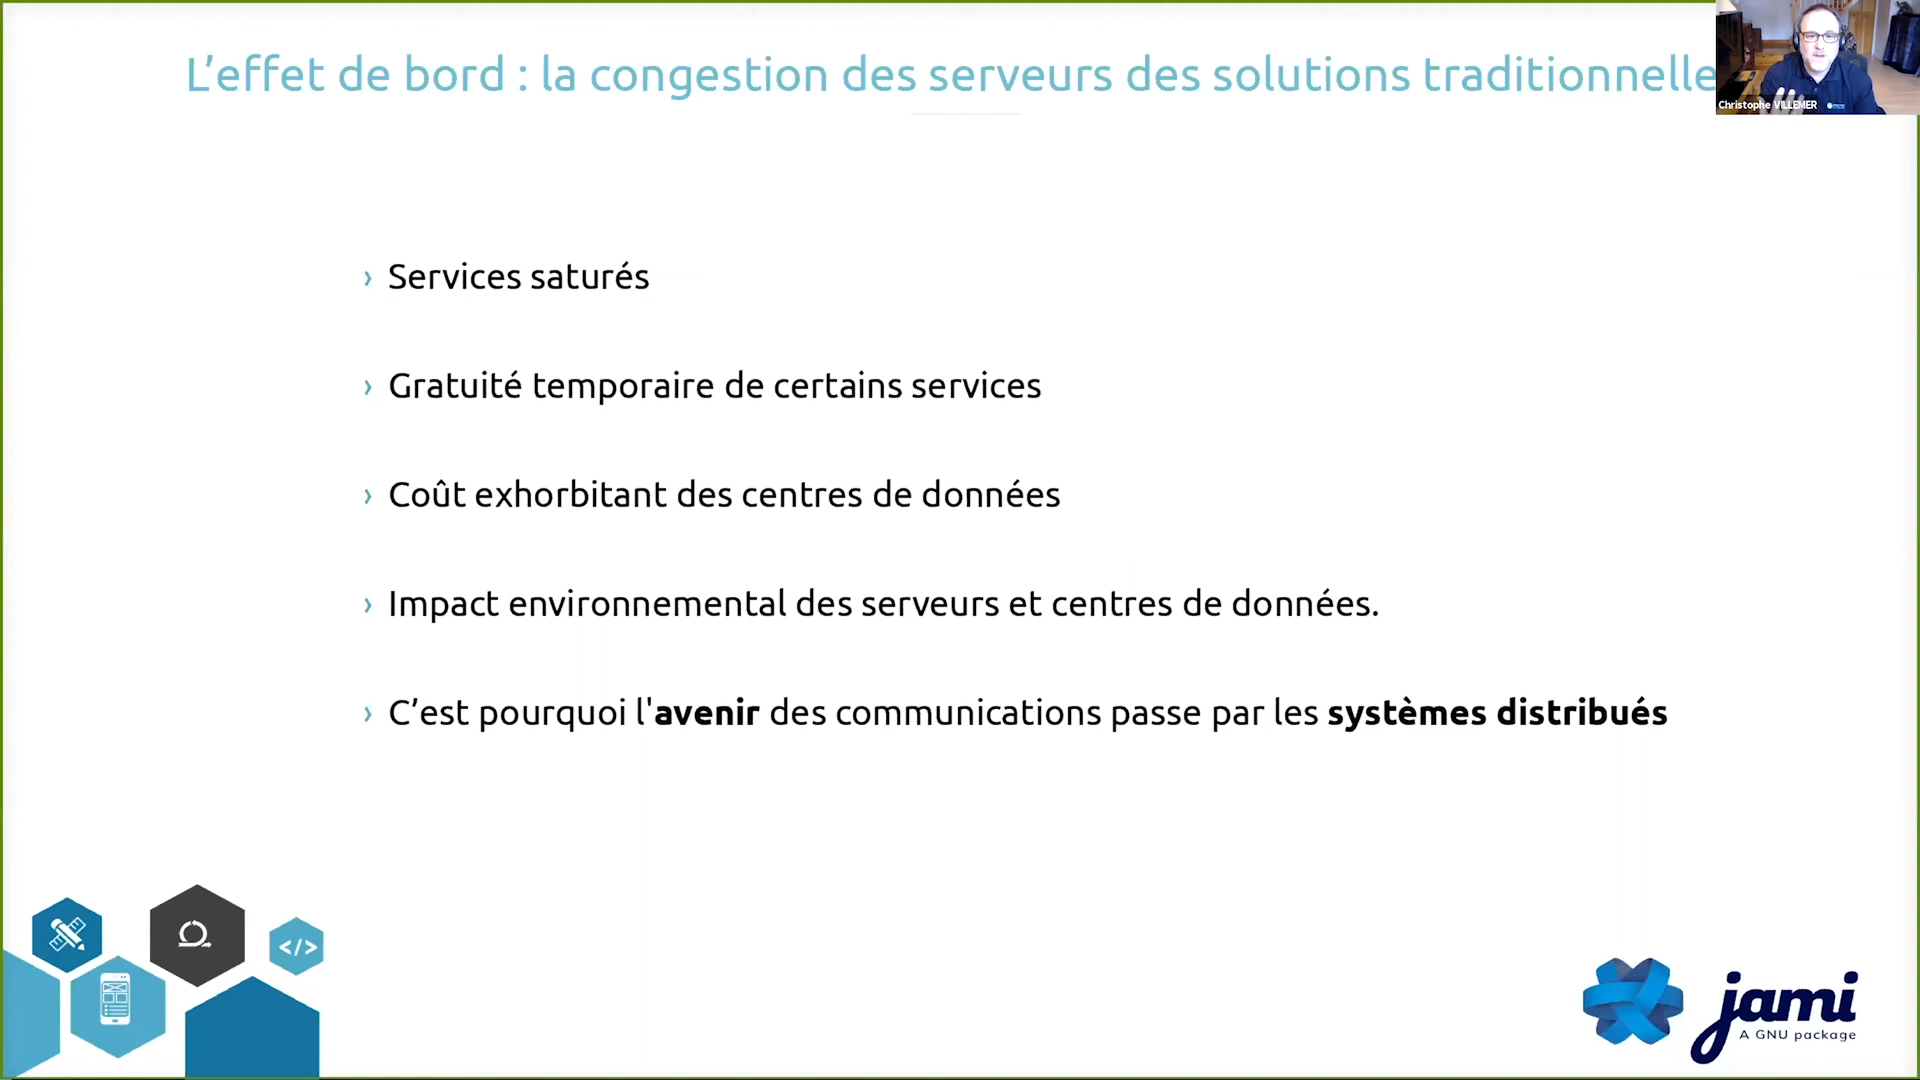 L’effet de bord : la congestion des serveurs des solutions traditionnelle
Christophe VILLEMER
› Services saturés
› Gratuité temporaire de certains services
› Coût exhorbitant des centres de données
› Impact environnemental des serveurs et centres de données.
› C’est pourquoi l'avenir des communications passe par les systèmes distribués
</>
jami
A GNU package